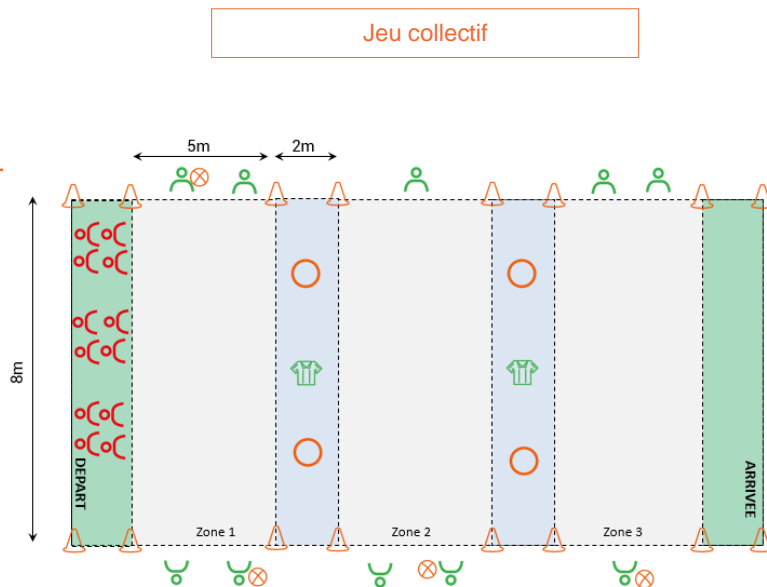 Jeu collectif
5m
2m
8m
DEPART
ARRIVEE
Zone 1
Zone 2
Zone 3